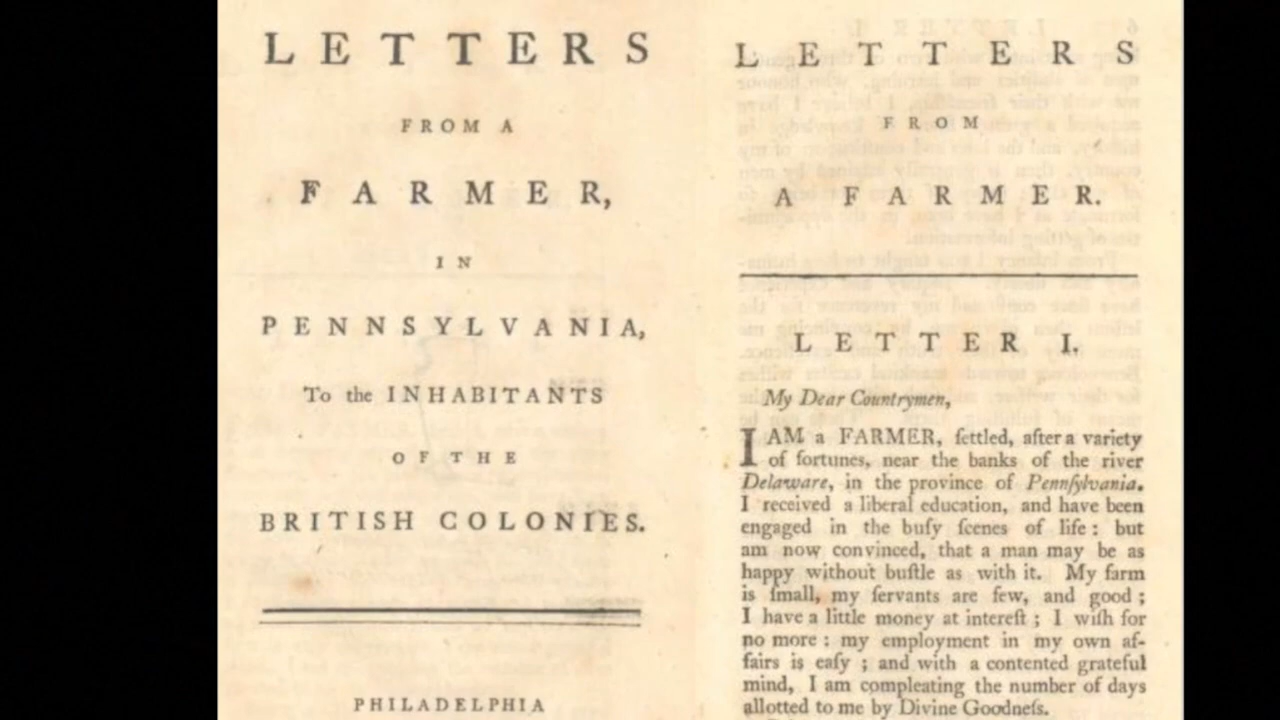 LETTERS
FROM A
FARMER,
IN
PENNSYLVANIA,
To the INHABITANTS
OF THE
BRITISH COLONIES.
PHILADELPHIA
LETTERS
FROM
A FARMER.
LETTER I.
My Dear Countrymen,
I AM a FARMER, ſettled, after a variety
of fortunes, near the banks of the river
Delaware, in the province of Pennſylvania.
I received a liberal education, and have been
engaged in the buſy ſcenes of life : but
am now convinced, that a man may be as
happy without buſtle as with it. My farm
is ſmall, my ſervants are few, and good ;
I have a little money at intereſt ; I wiſh for
no more : my employment in my own af-
fairs is eaſy ; and with a contented grateful
mind, I am compleating the number of days
allotted to me by Divine Goodneſs.